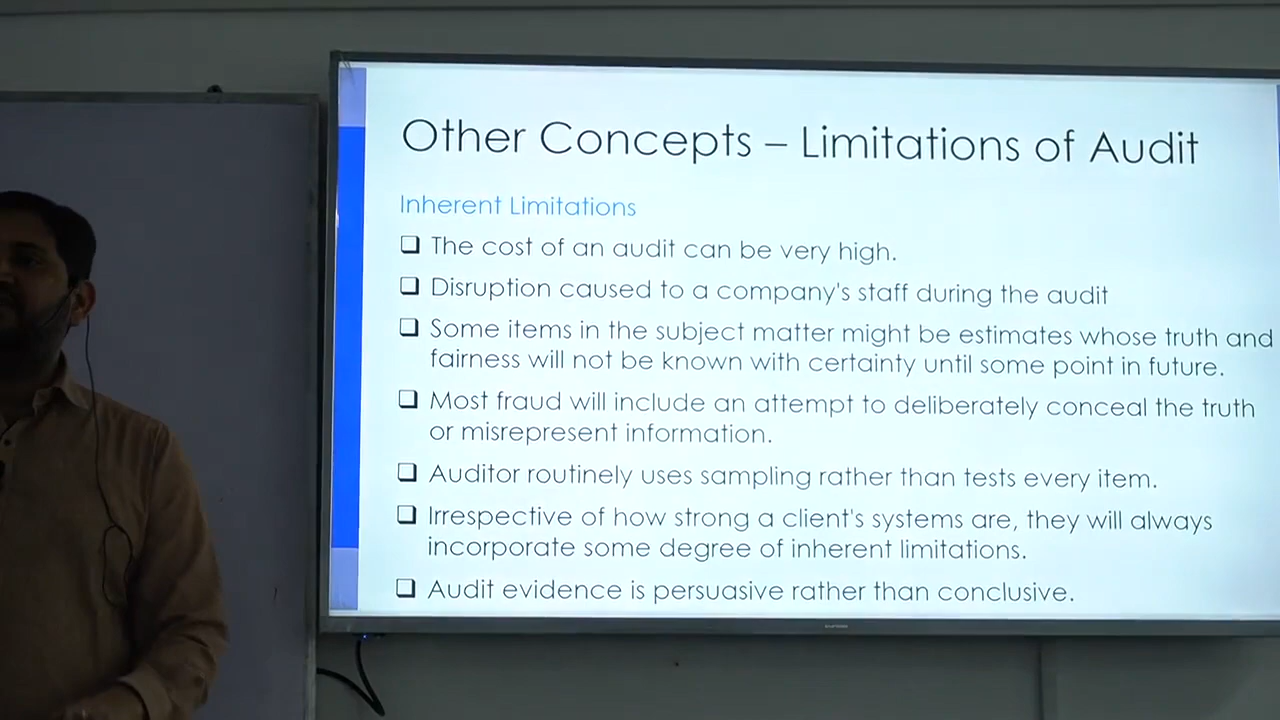 Other Concepts – Limitations of Audit
Inherent Limitations
❑ The cost of an audit can be very high.
❑ Disruption caused to a company's staff during the audit
❑ Some items in the subject matter might be estimates whose truth and
fairness will not be known with certainty until some point in future.
❑ Most fraud will include an attempt to deliberately conceal the truth
or misrepresent information.
❑ Auditor routinely uses sampling rather than tests every item.
❑ Irrespective of how strong a client's systems are, they will always
incorporate some degree of inherent limitations.
❑ Audit evidence is persuasive rather than conclusive.